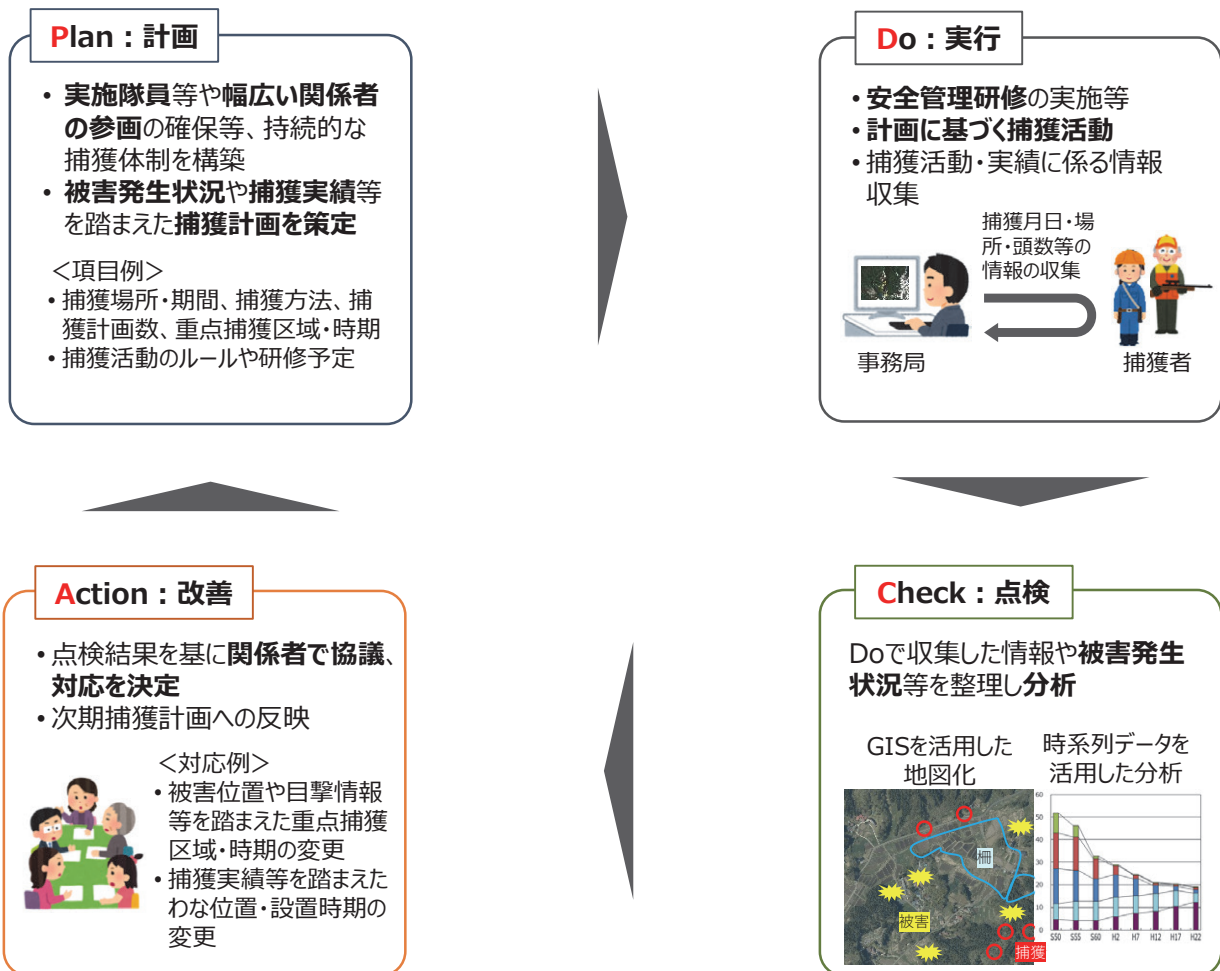 Plan：計画
• 実施隊員等や幅広い関係者
の参画の確保等、持続的な
捕獲体制を構築
• 被害発生状況や捕獲実績等
を踏まえた捕獲計画を策定
＜項目例＞
• 捕獲場所・期間、捕獲方法、捕
獲計画数、重点捕獲区域・時期
• 捕獲活動のルールや研修予定
Do：実行
• 安全管理研修の実施等
• 計画に基づく捕獲活動
• 捕獲活動・実績に係る情報
収集
捕獲月日・場
所・頭数等の
情報の収集
事務局
捕獲者
Check：点検
Doで収集した情報や被害発生
状況等を整理し分析
GISを活用した
地図化
柵
被害
捕獲
時系列データを
活用した分析
60
50
40
30
20
10
0
S50 S55 S60 H2 H7 H12 H17 H22
Action：改善
• 点検結果を基に関係者で協議、
対応を決定
• 次期捕獲計画への反映
＜対応例＞
• 被害位置や目撃情報
等を踏まえた重点捕獲
区域・時期の変更
• 捕獲実績等を踏まえた
わな位置・設置時期の
変更